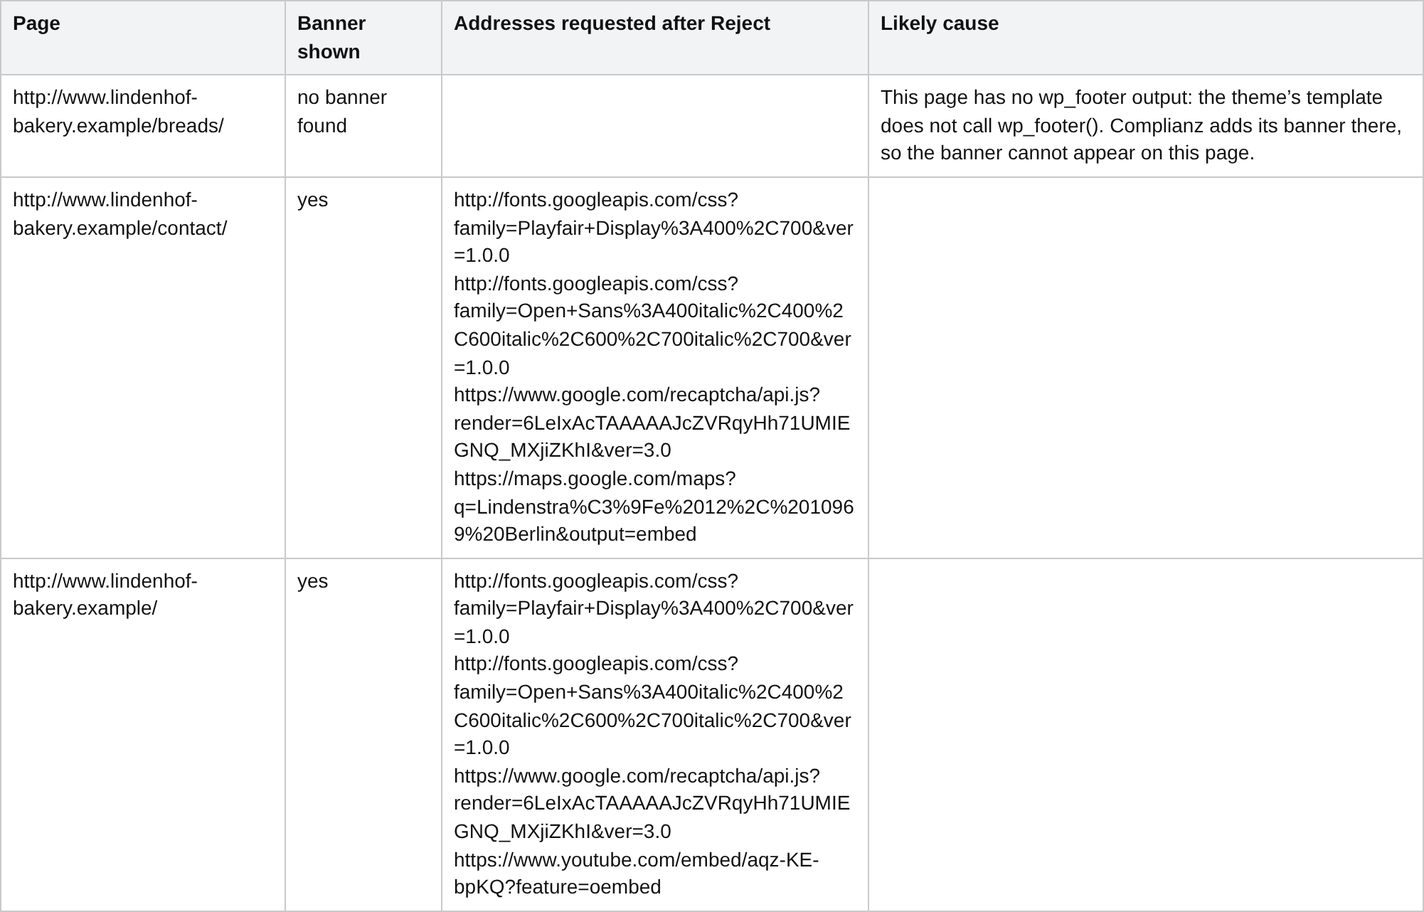 Page
Banner
shown
Addresses requested after Reject
Likely cause
http://www.lindenhof-
bakery.example/breads/
no banner
found
This page has no wp_footer output: the theme’s template
does not call wp_footer(). Complianz adds its banner there,
so the banner cannot appear on this page.
http://www.lindenhof-
bakery.example/contact/
yes
http://fonts.googleapis.com/css?
family=Playfair+Display%3A400%2C700&ver
=1.0.0
http://fonts.googleapis.com/css?
family=Open+Sans%3A400italic%2C400%2
C600italic%2C600%2C700italic%2C700&ver
=1.0.0
https://www.google.com/recaptcha/api.js?
render=6LeIxAcTAAAAAJcZVRqyHh71UMIE
GNQ_MXjiZKhI&ver=3.0
https://maps.google.com/maps?
q=Lindenstra%C3%9Fe%2012%2C%201096
9%20Berlin&output=embed
http://www.lindenhof-
bakery.example/
yes
http://fonts.googleapis.com/css?
family=Playfair+Display%3A400%2C700&ver
=1.0.0
http://fonts.googleapis.com/css?
family=Open+Sans%3A400italic%2C400%2
C600italic%2C600%2C700italic%2C700&ver
=1.0.0
https://www.google.com/recaptcha/api.js?
render=6LeIxAcTAAAAAJcZVRqyHh71UMIE
GNQ_MXjiZKhI&ver=3.0
https://www.youtube.com/embed/aqz-KE-
bpKQ?feature=oembed